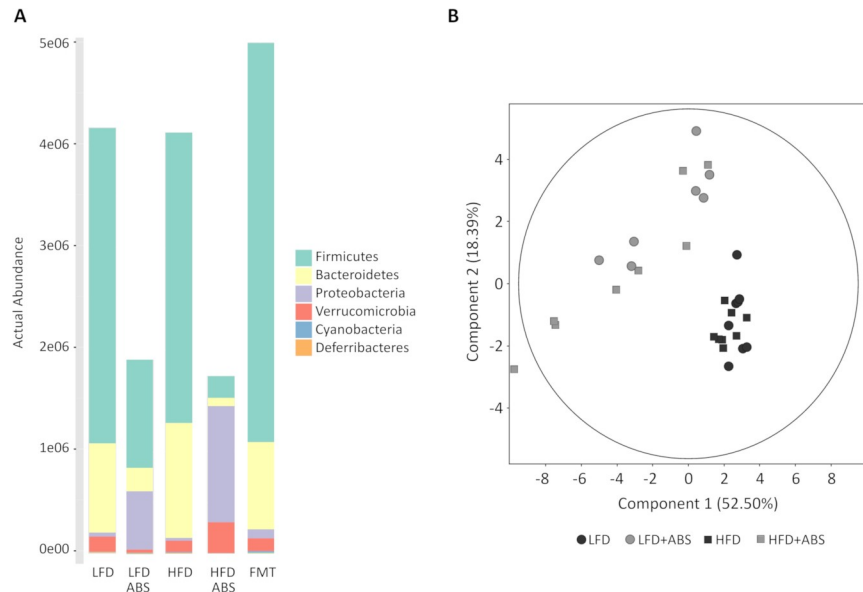 A
5e06
4e06
3e06
2e06
1e06
0e00
Actual Abundance
LFD
LFD
ABS
HFD
HFD
ABS
FMT
Firmicutes
Bacteroidetes
Proteobacteria
Verrucomicrobia
Cyanobacteria
Deferribacteres
B
Component 2 (18.39%)
4
2
0
-2
-4
-8 -6 -4 -2 0 2 4 6 8
Component 1 (52.50%)
LFD LFD+ABS HFD HFD+ABS